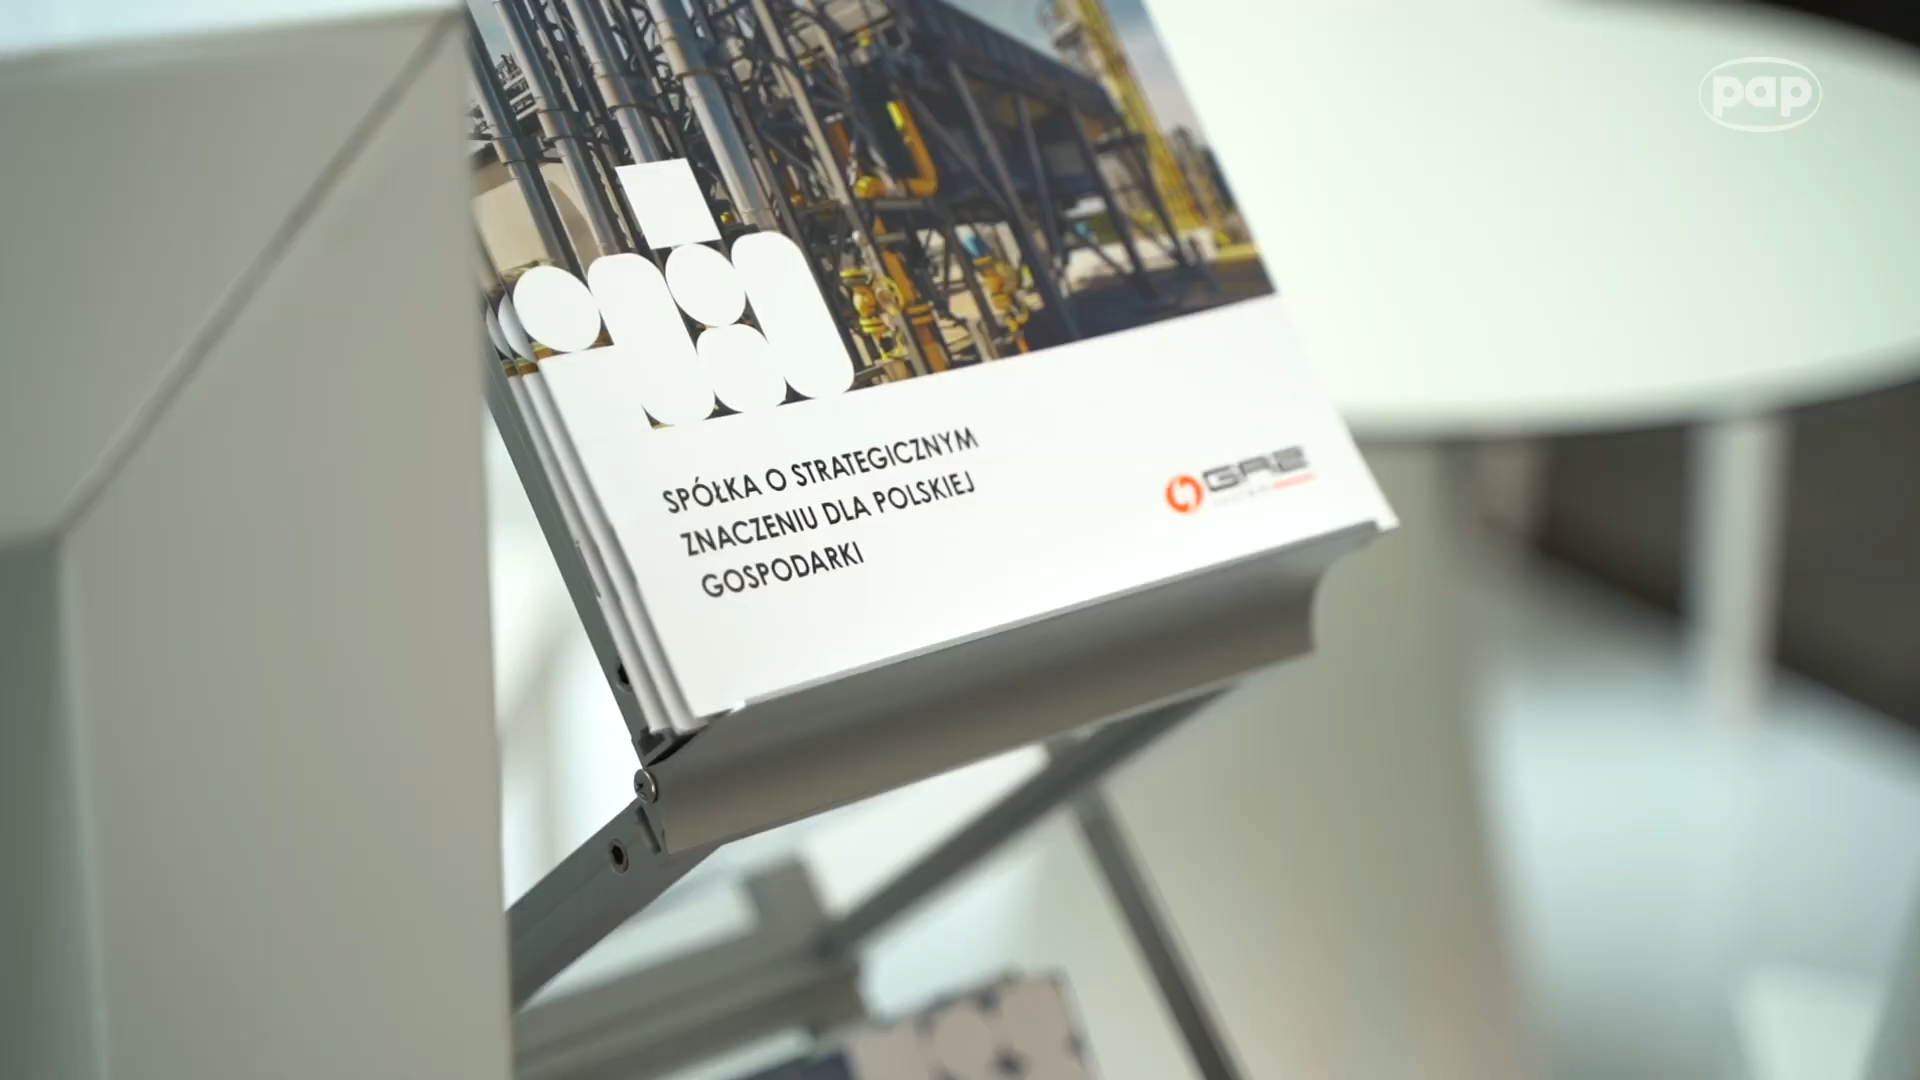 pap
SPÓŁKA O STRATEGICZNYM
ZNACZENIU DLA POLSKIEJ
GOSPODARKI
GAZ